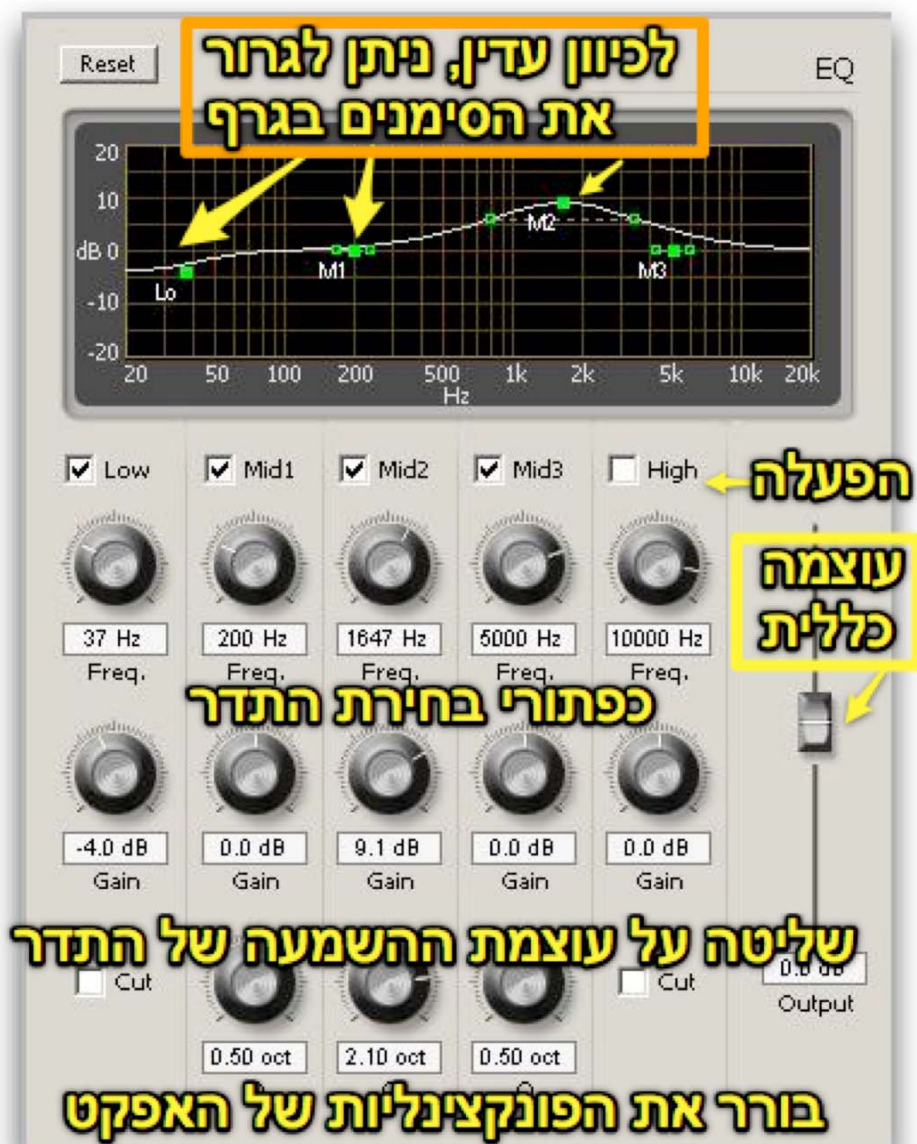 Reset
לכיוון עדין, ניתן לגרור
את הסימנים בגרף
EQ
20
10
dB 0
-10
-20
Lo
M1
M2
M3
20 50 100 200 500 1k 2k 5k 10k 20k
Hz
Low Mid1 Mid2 Mid3 High
הפעלה
עוצמה
כללית
37 Hz 200 Hz 1647 Hz 5000 Hz 10000 Hz
Freq. Freq. Freq. Freq. Freq.
כפתורי בחירת התדר
-4.0 dB 0.0 dB 9.1 dB 0.0 dB 0.0 dB
Gain Gain Gain Gain Gain
שליטה על עוצמת ההשמעה של התדר
Cut Cut 0.0 dB
Output
0.50 oct 2.10 oct 0.50 oct
בורר את הפונקצינליות של האפקט